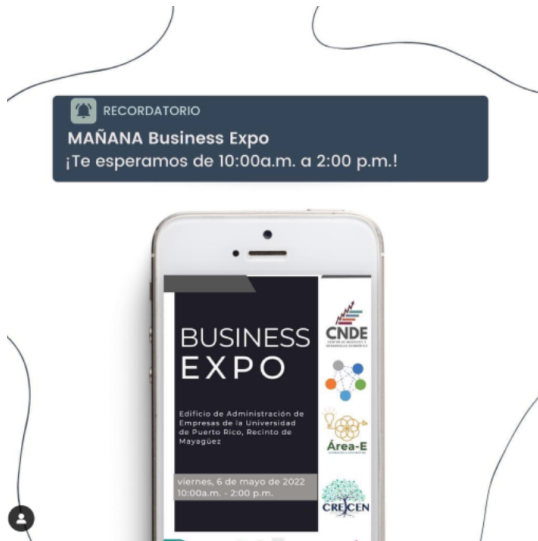 RECORDATORIO
MAÑANA Business Expo
¡Te esperamos de 10:00a.m. a 2:00 p.m.!
BUSINESS
EXPO
Edificio de Administración de
Empresas de la Universidad
de Puerto Rico, Recinto de
Mayagüez
viernes, 6 de mayo de 2022
10:00a.m. - 2:00 p.m.
CNDE
Área-E
CRECEN